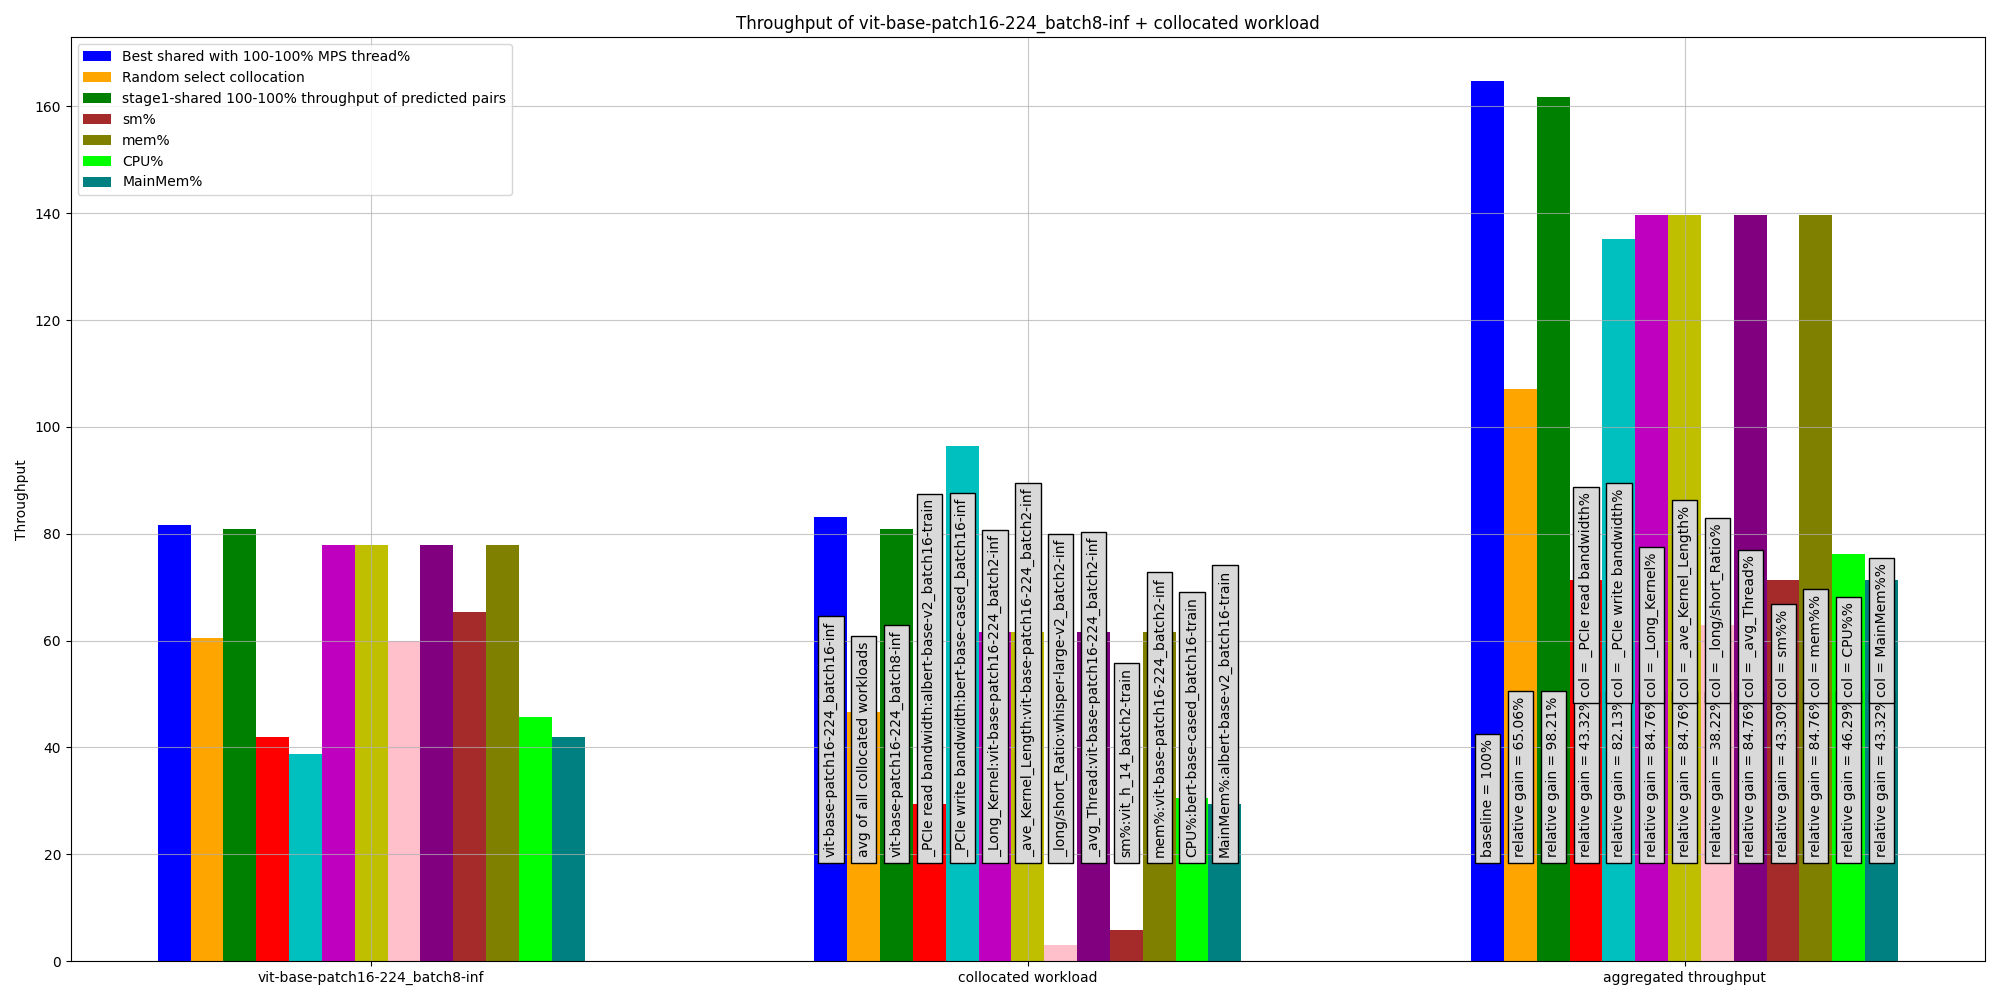 Throughput of vit-base-patch16-224_batch8-inf + collocated workload
Best shared with 100-100% MPS thread%
Random select collocation
stage1-shared 100-100% throughput of predicted pairs
sm%
mem%
CPU%
MainMem%
Throughput
160
140
120
100
80
60
40
20
0
vit-base-patch16-224_batch16-inf
avg of all collocated workloads
vit-base-patch16-224_batch8-inf
_PCIe read bandwidth:albert-base-v2_batch16-train
_PCIe write bandwidth:bert-base-cased_batch16-inf
_Long_Kernel:vit-base-patch16-224_batch2-inf
_ave_Kernel_Length:vit-base-patch16-224_batch2-inf
_long/short_Ratio:whisper-large-v2_batch2-inf
_avg_Thread:vit-base-patch16-224_batch2-inf
sm%:vit_h_14_batch2-train
mem%:vit-base-patch16-224_batch2-inf
CPU%:bert-base-cased_batch16-train
MainMem%:albert-base-v2_batch16-train
baseline = 100%
relative gain = 65.06%
relative gain = 98.21%
relative gain = 43.32%
col = _PCIe read bandwidth%
relative gain = 82.13%
col = _PCIe write bandwidth%
relative gain = 84.76%
col = _Long_Kernel%
relative gain = 84.76%
col = _ave_Kernel_Length%
relative gain = 38.22%
col = _long/short_Ratio%
relative gain = 84.76%
col = _avg_Thread%
relative gain = 43.30%
col = sm%%
relative gain = 84.76%
col = mem%%
relative gain = 46.29%
col = CPU%%
relative gain = 43.32%
col = MainMem%%
vit-base-patch16-224_batch8-inf
collocated workload
aggregated throughput